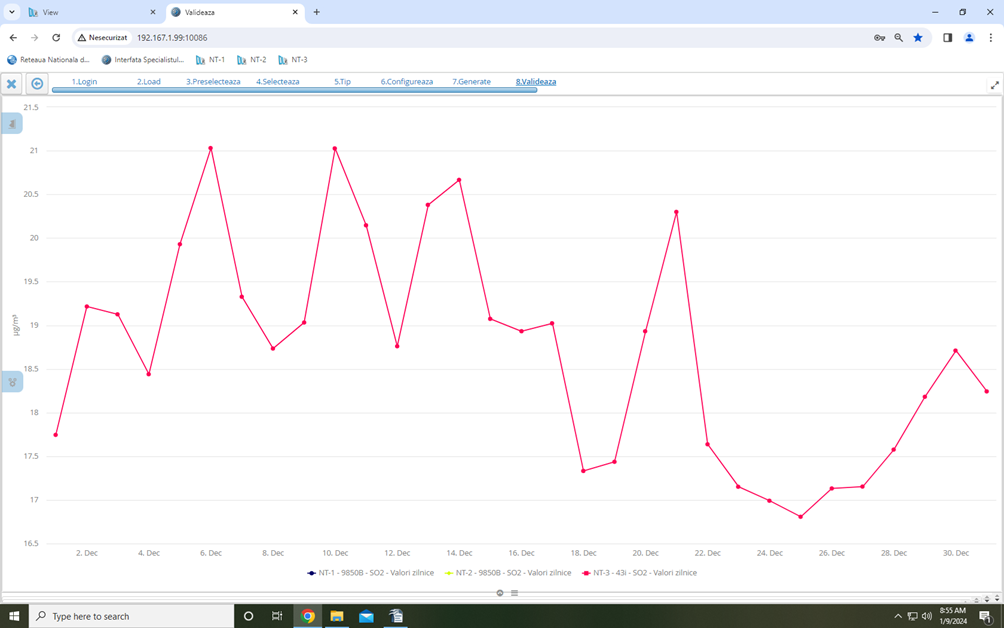 View
Valideaza
Nesecurizat
192.167.1.99:10086
Reteaua Nationala d...
Interfata Specialistul...
NT-1
NT-2
NT-3
1.Login
2.Load
3.Preselecteaza
4.Selecteaza
5.Tip
6.Configureaza
7.Generate
8.Valideaza
21.5
21
20.5
20
19.5
19
18.5
18
17.5
17
16.5
µg/m³
2. Dec
4. Dec
6. Dec
8. Dec
10. Dec
12. Dec
14. Dec
16. Dec
18. Dec
20. Dec
22. Dec
24. Dec
26. Dec
28. Dec
30. Dec
NT-1 - 9850B - SO2 - Valori zilnice
NT-2 - 9850B - SO2 - Valori zilnice
NT-3 - 43i - SO2 - Valori zilnice
Type here to search
8:55 AM
1/9/2024
1